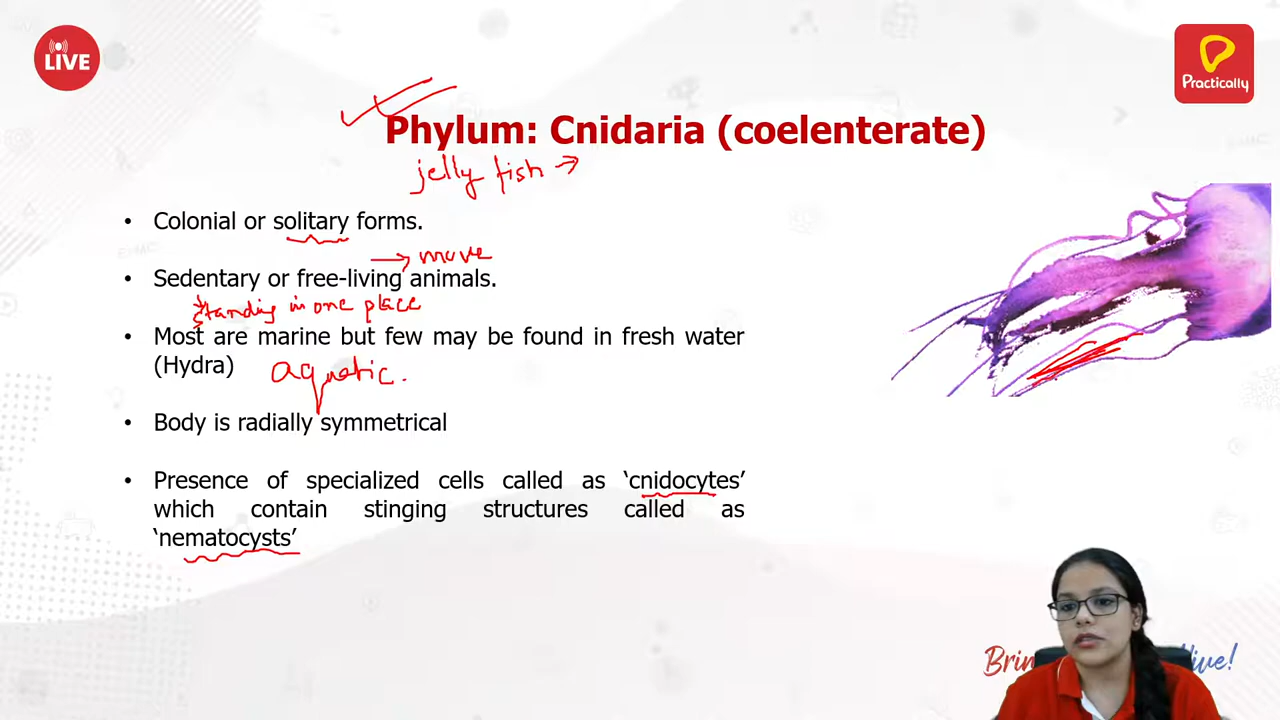 LIVE
Practically
Phylum: Cnidaria (coelenterate)
jelly fish →
• Colonial or solitary forms.
→ move
• Sedentary or free-living animals.
standing in one place
• Most are marine but few may be found in fresh water
(Hydra)
aquatic.
• Body is radially symmetrical
• Presence of specialized cells called as ‘cnidocytes’
which contain stinging structures called as
‘nematocysts’